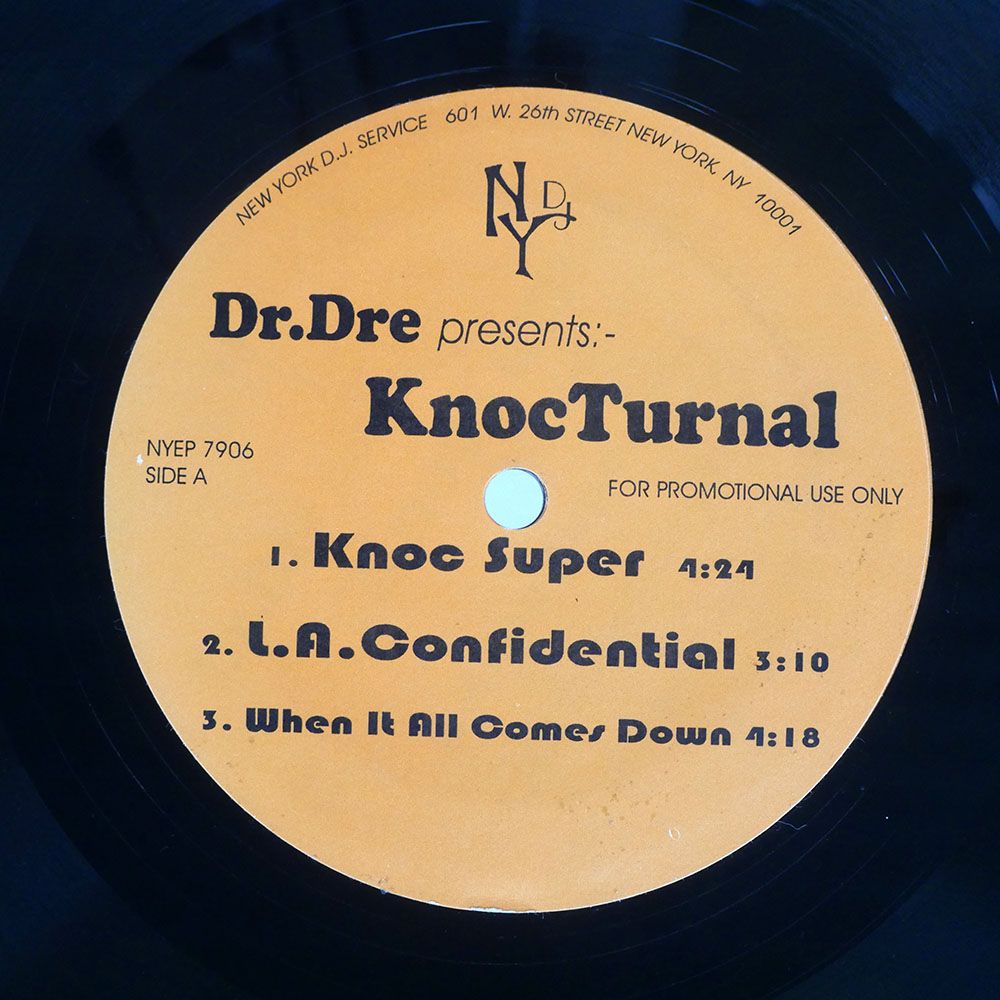 NEW YORK D.J. SERVICE 601 W. 26th STREET NEW YORK, NY 10001
NY DJ
Dr.Dre presents:-
KnocTurnal
NYEP 7906
SIDE A
FOR PROMOTIONAL USE ONLY
1. Knoc Super 4:24
2. L.A.Confidential 3:10
3. When It All Comes Down 4:18